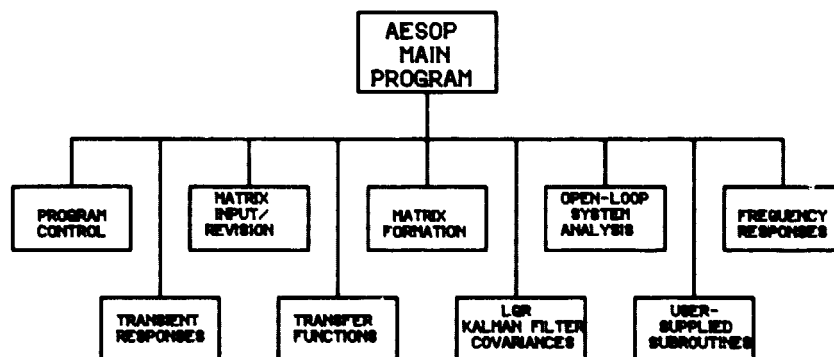 AESOP
MAIN
PROGRAM
PROGRAM
CONTROL
MATRIX
INPUT/
REVISION
MATRIX
FORMATION
OPEN-LOOP
SYSTEM
ANALYSIS
FREQUENCY
RESPONSES
TRANSIENT
RESPONSES
TRANSFER
FUNCTIONS
LQR
KALMAN FILTER
COVARIANCES
USER-
SUPPLIED
SUBROUTINES